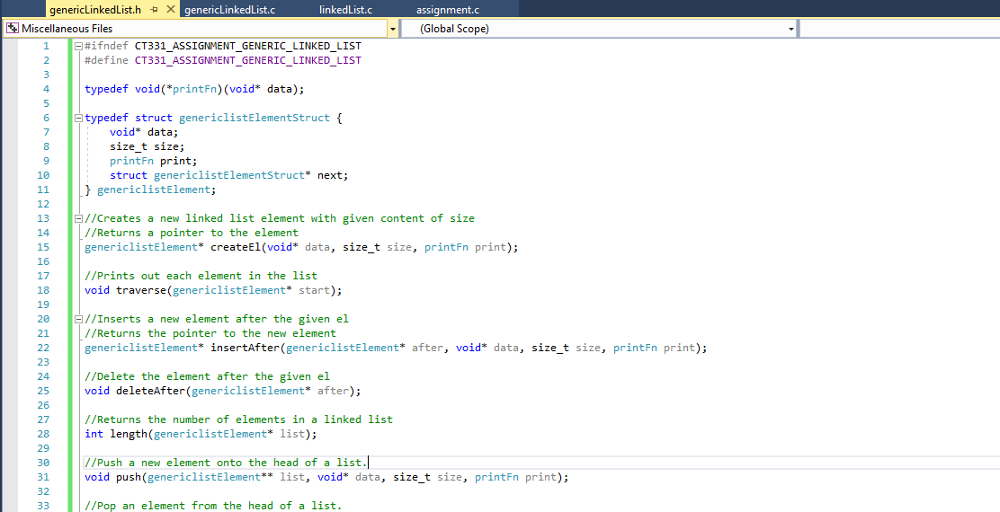 genericLinkedList.h genericLinkedList.c linkedList.c assignment.c
Miscellaneous Files (Global Scope)
1 #ifndef CT331_ASSIGNMENT_GENERIC_LINKED_LIST
2 #define CT331_ASSIGNMENT_GENERIC_LINKED_LIST
3
4 typedef void(*printFn)(void* data);
5
6 typedef struct genericlistElementStruct {
7 void* data;
8 size_t size;
9 printFn print;
10 struct genericlistElementStruct* next;
11 } genericlistElement;
12
13 //Creates a new linked list element with given content of size
14 //Returns a pointer to the element
15 genericlistElement* createEl(void* data, size_t size, printFn print);
16
17 //Prints out each element in the list
18 void traverse(genericlistElement* start);
19
20 //Inserts a new element after the given el
21 //Returns the pointer to the new element
22 genericlistElement* insertAfter(genericlistElement* after, void* data, size_t size, printFn print);
23
24 //Delete the element after the given el
25 void deleteAfter(genericlistElement* after);
26
27 //Returns the number of elements in a linked list
28 int length(genericlistElement* list);
29
30 //Push a new element onto the head of a list.
31 void push(genericlistElement** list, void* data, size_t size, printFn print);
32
33 //Pop an element from the head of a list.